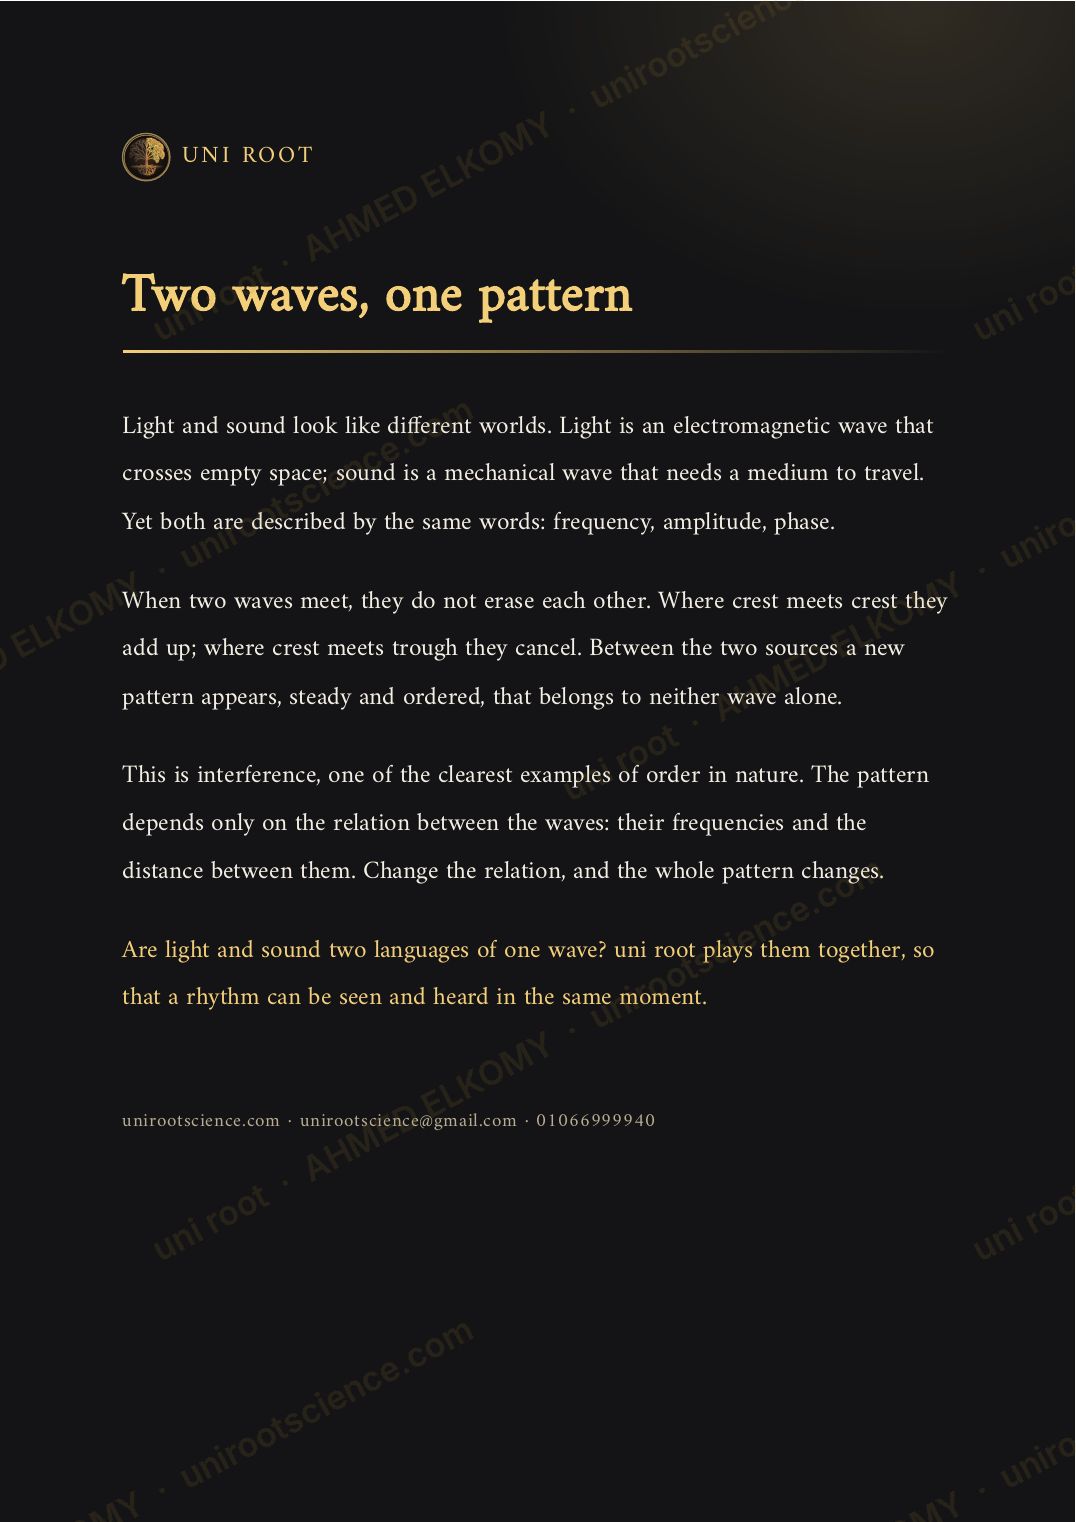 UNI ROOT
Two waves, one pattern
Light and sound look like different worlds. Light is an electromagnetic wave that
crosses empty space; sound is a mechanical wave that needs a medium to travel.
Yet both are described by the same words: frequency, amplitude, phase.
When two waves meet, they do not erase each other. Where crest meets crest they
add up; where crest meets trough they cancel. Between the two sources a new
pattern appears, steady and ordered, that belongs to neither wave alone.
This is interference, one of the clearest examples of order in nature. The pattern
depends only on the relation between the waves: their frequencies and the
distance between them. Change the relation, and the whole pattern changes.
Are light and sound two languages of one wave? uni root plays them together, so
that a rhythm can be seen and heard in the same moment.
unirootscience.com · unirootscience@gmail.com · 01066999940
uni root · AHMED ELKOMY · unirootscience.com